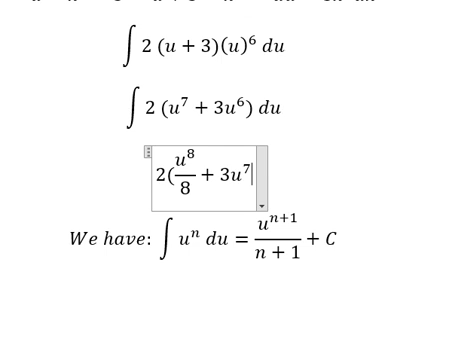 ∫ 2 (u + 3)(u)⁶ du
∫ 2 (u⁷ + 3u⁶) du
2(u⁸/8 + 3u⁷
We have: ∫ uⁿ du = uⁿ⁺¹/(n + 1) + C